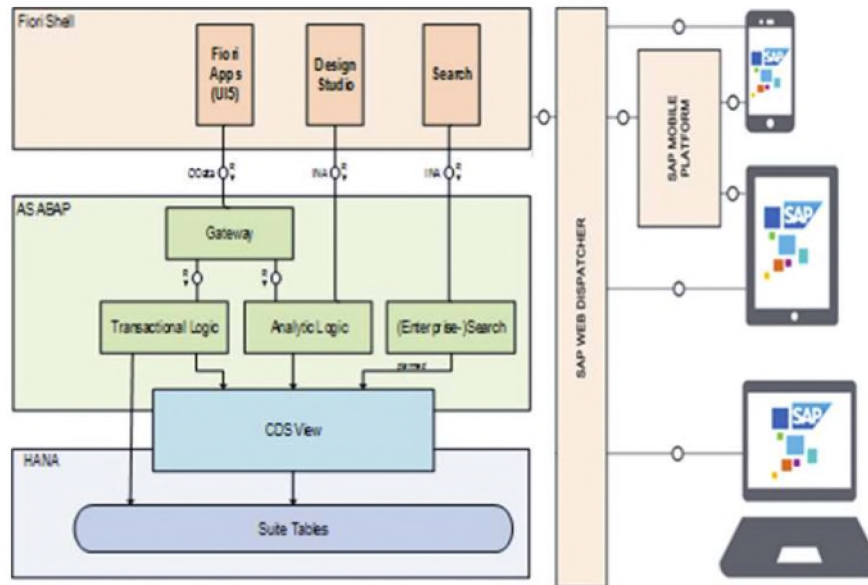 Fiori Shell
Fiori
Apps
(UI5)
Design
Studio
Search
OData
R
INA
R
INA
R
AS ABAP
Gateway
R
R
Transactional Logic
Analytic Logic
(Enterprise-)Search
planned
CDS View
HANA
Suite Tables
SAP WEB DISPATCHER
SAP MOBILE
PLATFORM
SAP
SAP
SAP